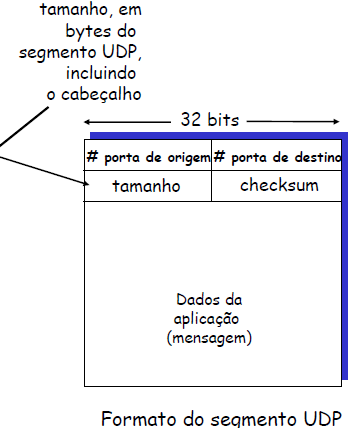 tamanho, em
bytes do
segmento UDP,
incluindo
o cabeçalho
32 bits
# porta de origem # porta de destino
tamanho checksum
Dados da
aplicação
(mensagem)
Formato do segmento UDP